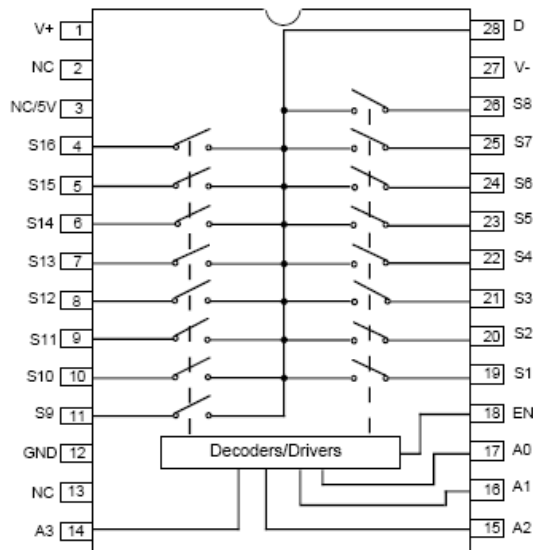 V+ 1 28 D
NC 2 27 V-
NC/5V 3 26 S8
S16 4 25 S7
S15 5 24 S6
S14 6 23 S5
S13 7 22 S4
S12 8 21 S3
S11 9 20 S2
S10 10 19 S1
S9 11 18 EN
GND 12 Decoders/Drivers 17 A0
NC 13 16 A1
A3 14 15 A2